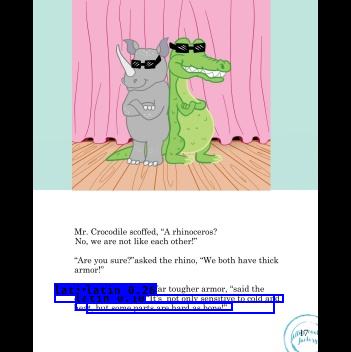 Mr. Crocodile scoffed, “A rhinoceros?
No, we are not like each other!”
“Are you sure?”asked the rhino, “We both have thick
armor!”
ar tougher armor, “said the
it's not only sensitive to cold and
heat, but some parts are hard as bone!”
17